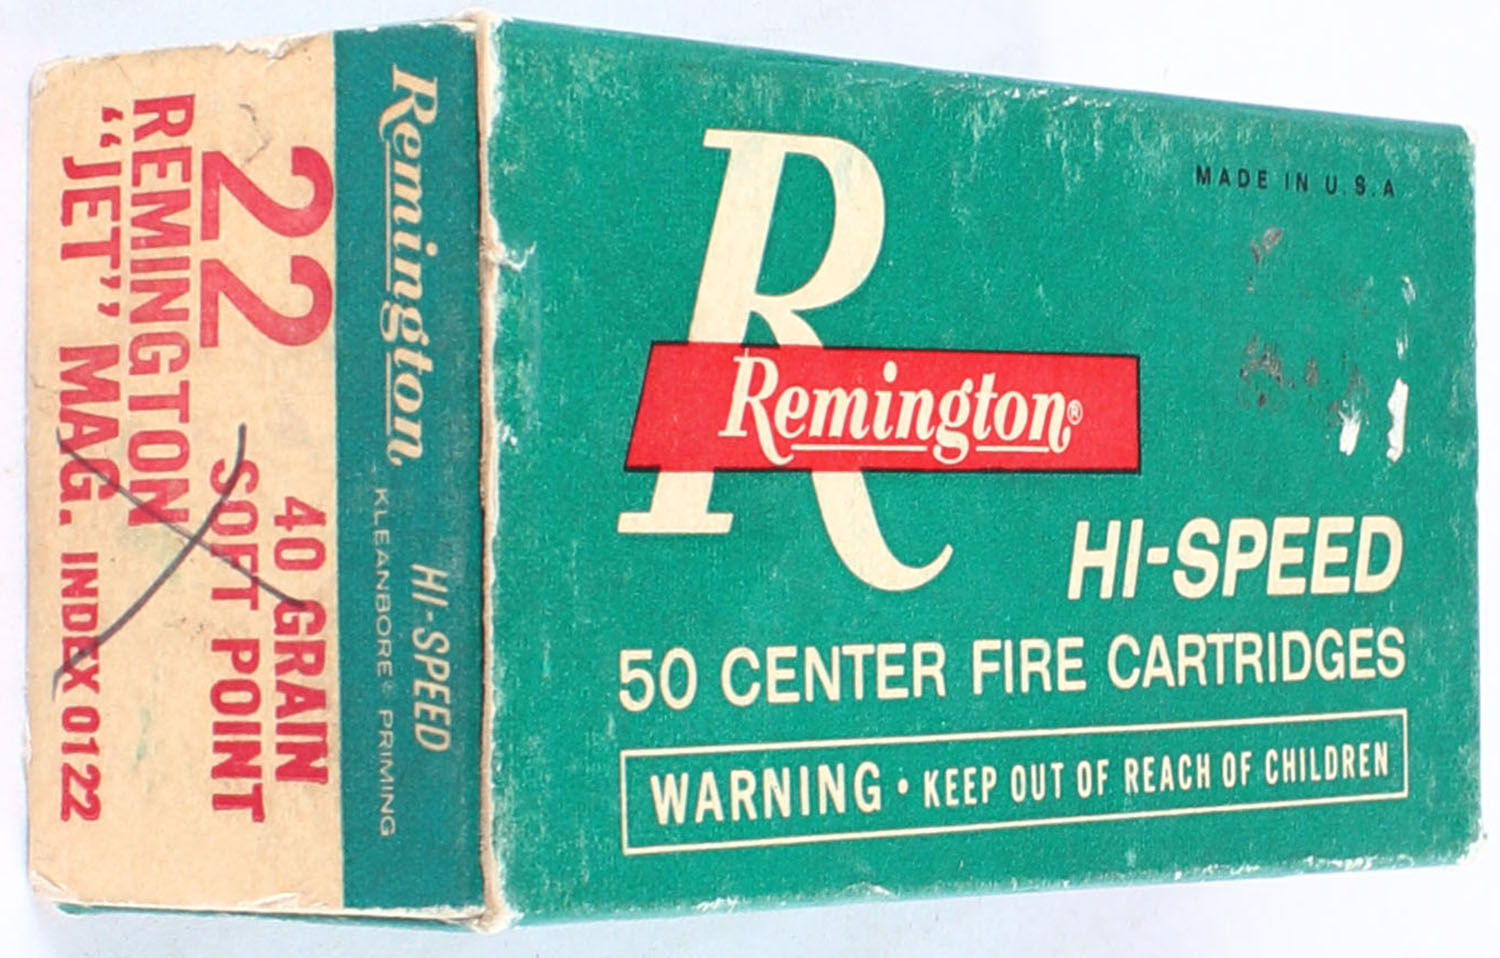 MADE IN U.S.A
R
Remington®
HI-SPEED
50 CENTER FIRE CARTRIDGES
WARNING • KEEP OUT OF REACH OF CHILDREN
Remington HI-SPEED
KLEANBORE® PRIMING
22 40 GRAIN
SOFT POINT
REMINGTON
“JET” MAG. INDEX 0122